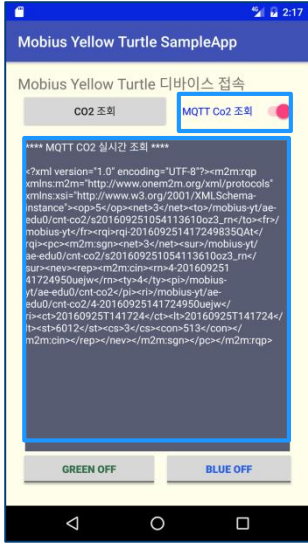 2:17
Mobius Yellow Turtle SampleApp
Mobius Yellow Turtle 디바이스 접속
CO2 조회
MQTT Co2 조회
**** MQTT CO2 실시간 조회 ****
<?xml version="1.0" encoding="UTF-8"?><m2m:rqp
xmlns:m2m="http://www.onem2m.org/xml/protocols"
xmlns:xsi="http://www.w3.org/2001/XMLSchema-
instance"><op>5</op><net>3</net><to>/mobius-yt/ae-
edu0/cnt-co2/s201609251054113610oz3_rn</to><fr>/
mobius-yt</fr><rqi>rqi-201609251417249835QAt</
rqi><pc><m2m:sgn><net>3</net><sur>/mobius-yt/
ae-edu0/cnt-co2/s201609251054113610oz3_rn</
sur><nev><rep><m2m:cin><rn>4-201609251
41724950uejw</rn><ty>4</ty><pi>/mobius-
yt/ae-edu0/cnt-co2</pi><ri>/mobius-yt/ae-
edu0/cnt-co2/4-20160925141724950uejw</
ri><ct>20160925T141724</ct><lt>20160925T141724</
lt><st>6012</st><cs>3</cs><con>513</con></
m2m:cin></rep></nev></m2m:sgn></pc></m2m:rqp>
GREEN OFF
BLUE OFF